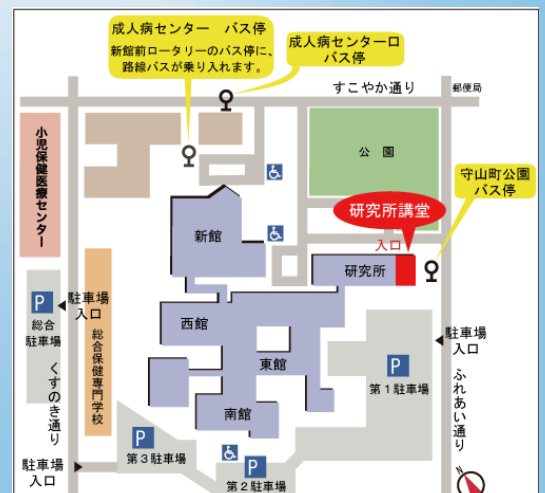 成人病センター　バス停
新館前ロータリーのバス停に、
路線バスが乗り入れます。
成人病センター口
バス停
すこやか通り
郵便局
小児保健医療センター
公　園
守山町公園
バス停
研究所講堂
入口
新館
研究所
P
総合
駐車場
駐車場
入口
総合保健専門学校
西館
東館
南館
P
第1駐車場
駐車場
入口
くすのき通り
ふれあい通り
P
第3駐車場
P
第2駐車場
駐車場
入口
N